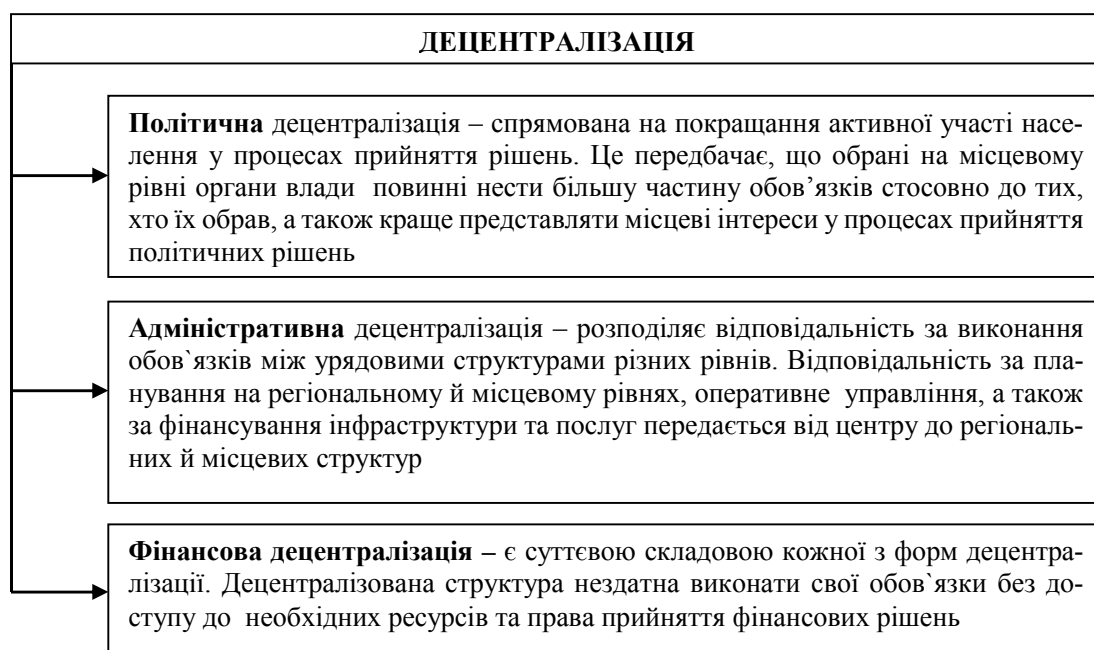 ДЕЦЕНТРАЛІЗАЦІЯ
Політична децентралізація – спрямована на покращання активної участі насе-
лення у процесах прийняття рішень. Це передбачає, що обрані на місцевому
рівні органи влади повинні нести більшу частину обов’язків стосовно до тих,
хто їх обрав, а також краще представляти місцеві інтереси у процесах прийняття
політичних рішень
Адміністративна децентралізація – розподіляє відповідальність за виконання
обов`язків між урядовими структурами різних рівнів. Відповідальність за пла-
нування на регіональному й місцевому рівнях, оперативне управління, а також
за фінансування інфраструктури та послуг передається від центру до регіональ-
них й місцевих структур
Фінансова децентралізація – є суттєвою складовою кожної з форм децентра-
лізації. Децентралізована структура нездатна виконати свої обов`язки без до-
ступу до необхідних ресурсів та права прийняття фінансових рішень